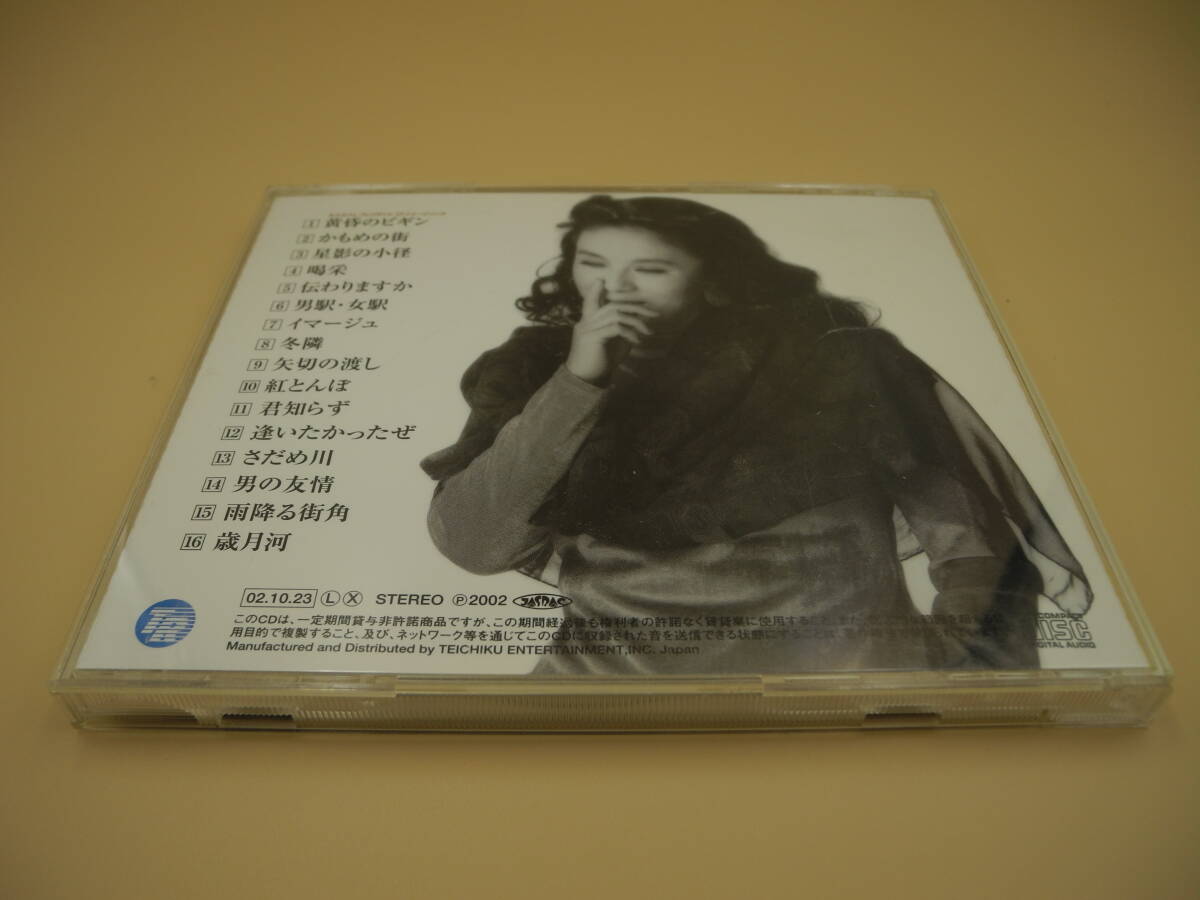 1 黄昏のビギン
2 かもめの街
3 星影の小径
4 喝采
5 伝わりますか
6 男駅・女駅
7 イマージュ
8 冬隣
9 矢切の渡し
10 紅とんぼ
11 君知らず
12 逢いたかったぜ
13 さだめ川
14 男の友情
15 雨降る街角
16 歳月河
02.10.23 Ⓛ Ⓧ STEREO ℗2002 JASRAC
このCDは、一定期間貸与非許諾商品ですが、この期間経過後も権利者の許諾なく賃貸業に使用すること、
用目的で複製すること、及び、ネットワーク等を通じてこのCDに収録された音を送信できる状態にすること
Manufactured and Distributed by TEICHIKU ENTERTAINMENT,INC. Japan
COMPACT
DISC
DIGITAL AUDIO